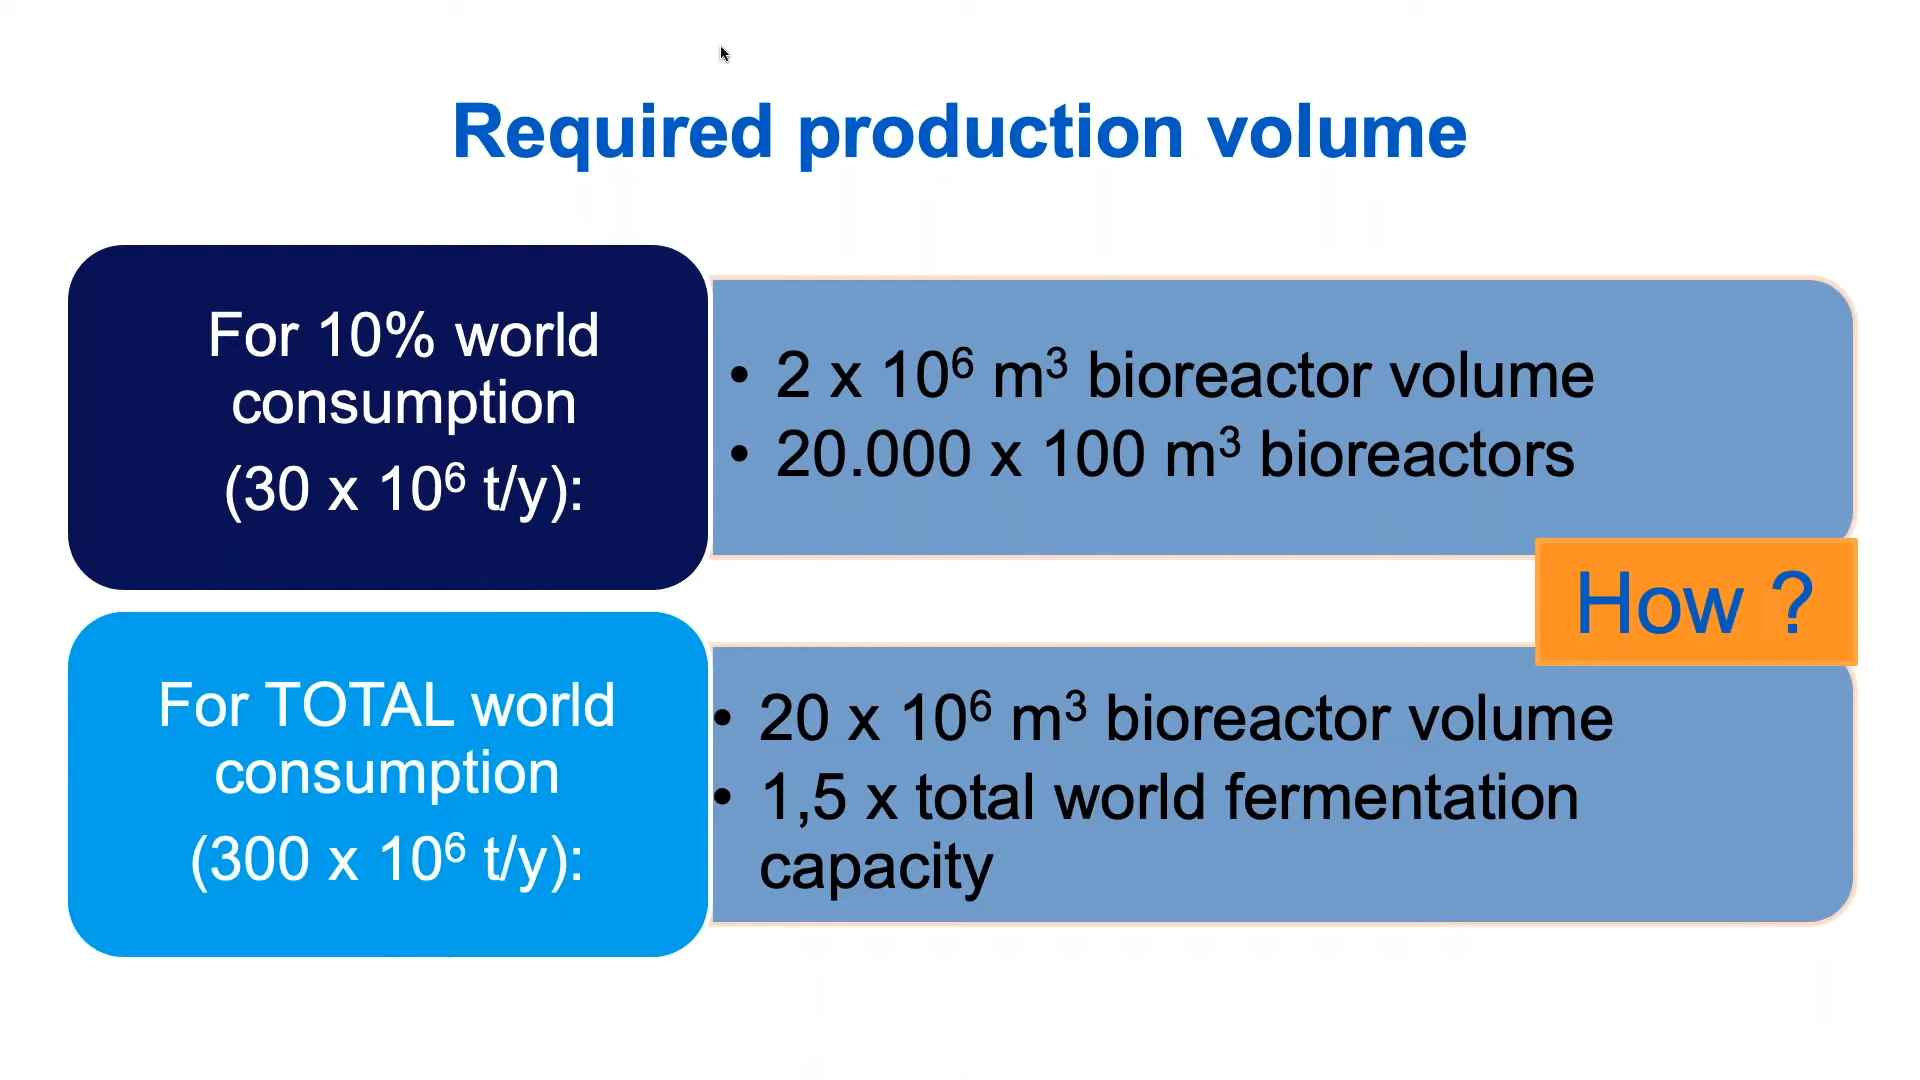 Required production volume
For 10% world
consumption
(30 x 10⁶ t/y):
• 2 x 10⁶ m³ bioreactor volume
• 20.000 x 100 m³ bioreactors
How ?
For TOTAL world
consumption
(300 x 10⁶ t/y):
• 20 x 10⁶ m³ bioreactor volume
• 1,5 x total world fermentation
capacity